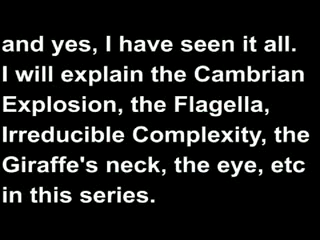 and yes, I have seen it all.
I will explain the Cambrian
Explosion, the Flagella,
Irreducible Complexity, the
Giraffe's neck, the eye, etc
in this series.